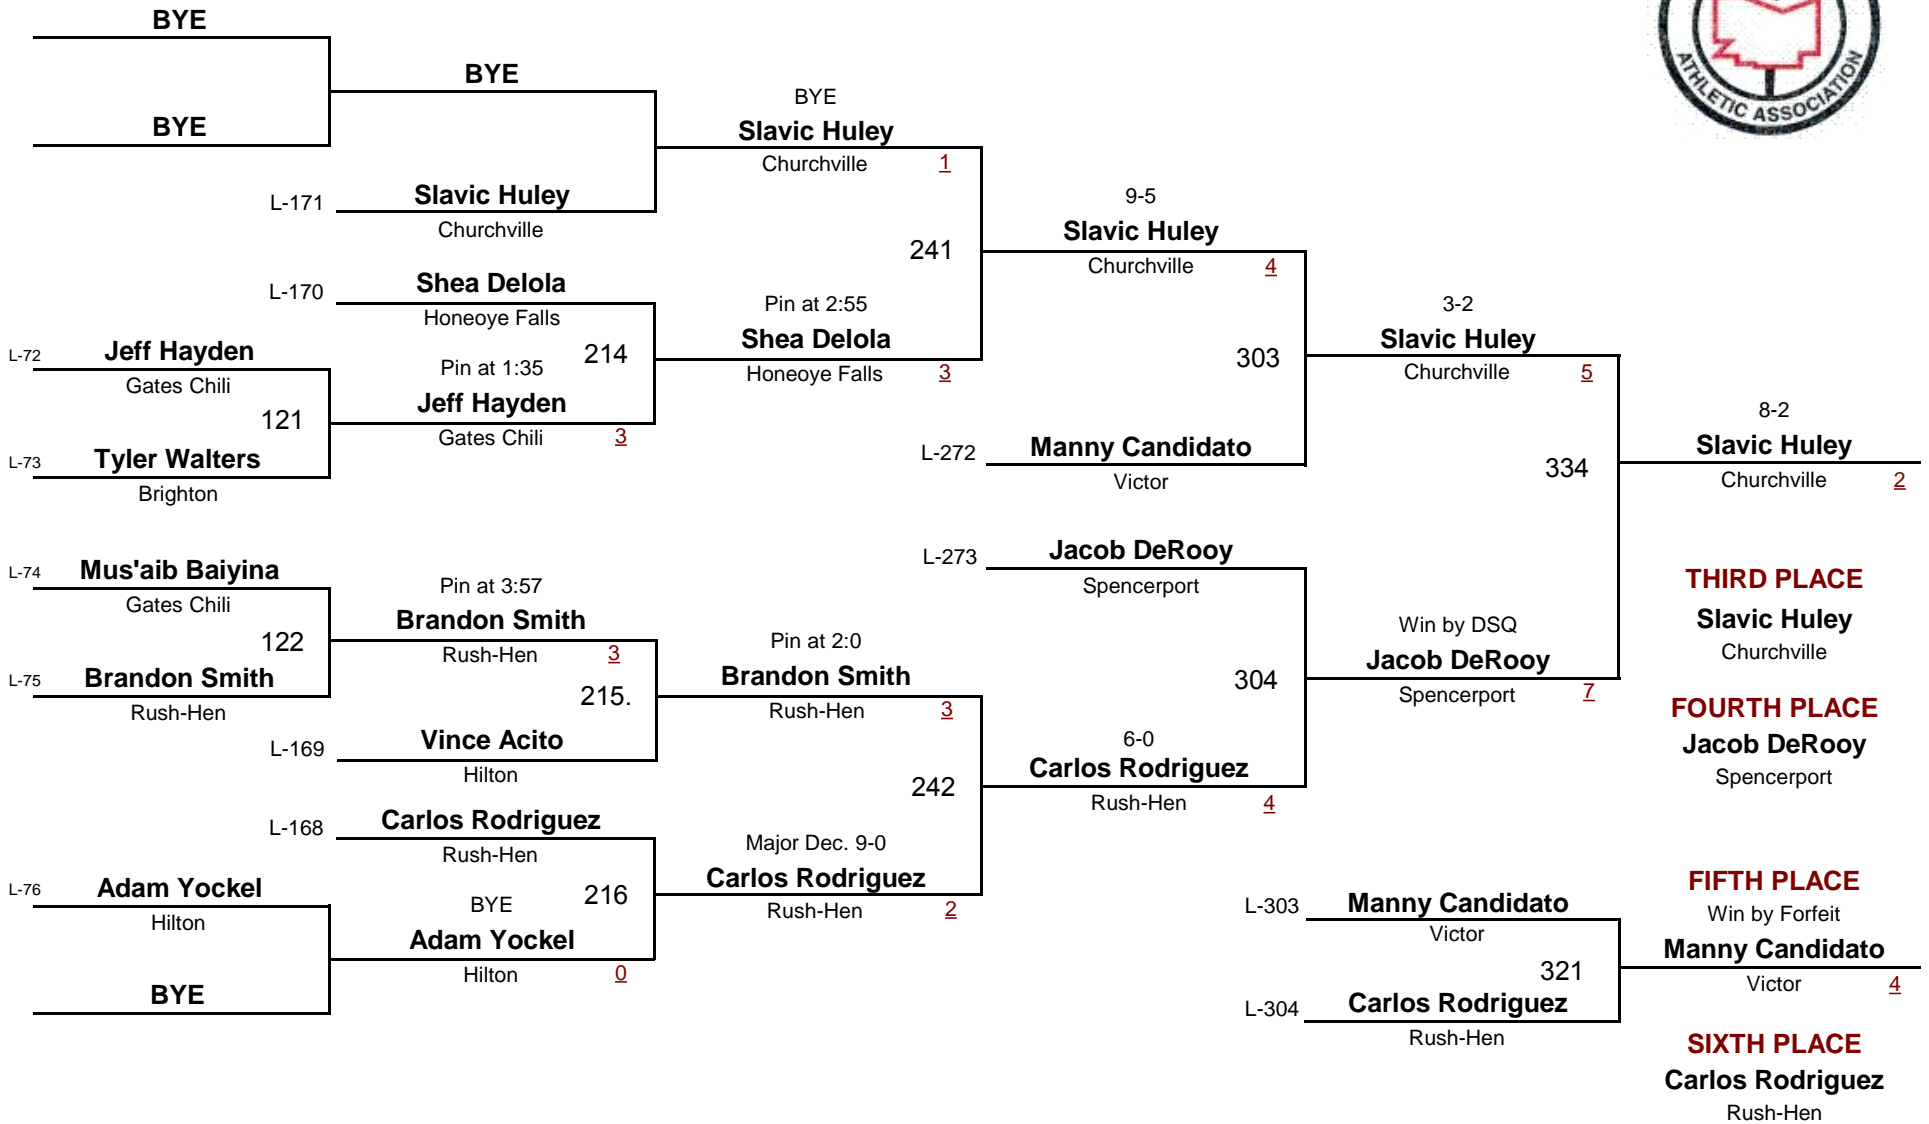 BYE
BYE
BYE
L-171
Slavic Huley
Churchville
BYE
Slavic Huley
Churchville
1
L-170
Shea Delola
Honeoye Falls
L-72
Jeff Hayden
Gates Chili
121
L-73
Tyler Walters
Brighton
Pin at 1:35
Jeff Hayden
Gates Chili
3
214
Pin at 2:55
Shea Delola
Honeoye Falls
3
241
9-5
Slavic Huley
Churchville
4
L-272
Manny Candidato
Victor
303
3-2
Slavic Huley
Churchville
5
334
8-2
Slavic Huley
Churchville
2
L-74
Mus'aib Baiyina
Gates Chili
122
L-75
Brandon Smith
Rush-Hen
Pin at 3:57
Brandon Smith
Rush-Hen
3
215.
L-169
Vince Acito
Hilton
Pin at 2:0
Brandon Smith
Rush-Hen
3
L-168
Carlos Rodriguez
Rush-Hen
L-76
Adam Yockel
Hilton
BYE
BYE
Adam Yockel
Hilton
0
216
Major Dec. 9-0
Carlos Rodriguez
Rush-Hen
2
242
6-0
Carlos Rodriguez
Rush-Hen
4
L-273
Jacob DeRooy
Spencerport
304
Win by DSQ
Jacob DeRooy
Spencerport
7
THIRD PLACE
Slavic Huley
Churchville
FOURTH PLACE
Jacob DeRooy
Spencerport
L-303
Manny Candidato
Victor
321
L-304
Carlos Rodriguez
Rush-Hen
FIFTH PLACE
Win by Forfeit
Manny Candidato
Victor
4
SIXTH PLACE
Carlos Rodriguez
Rush-Hen
ATHLETIC ASSOCIATION